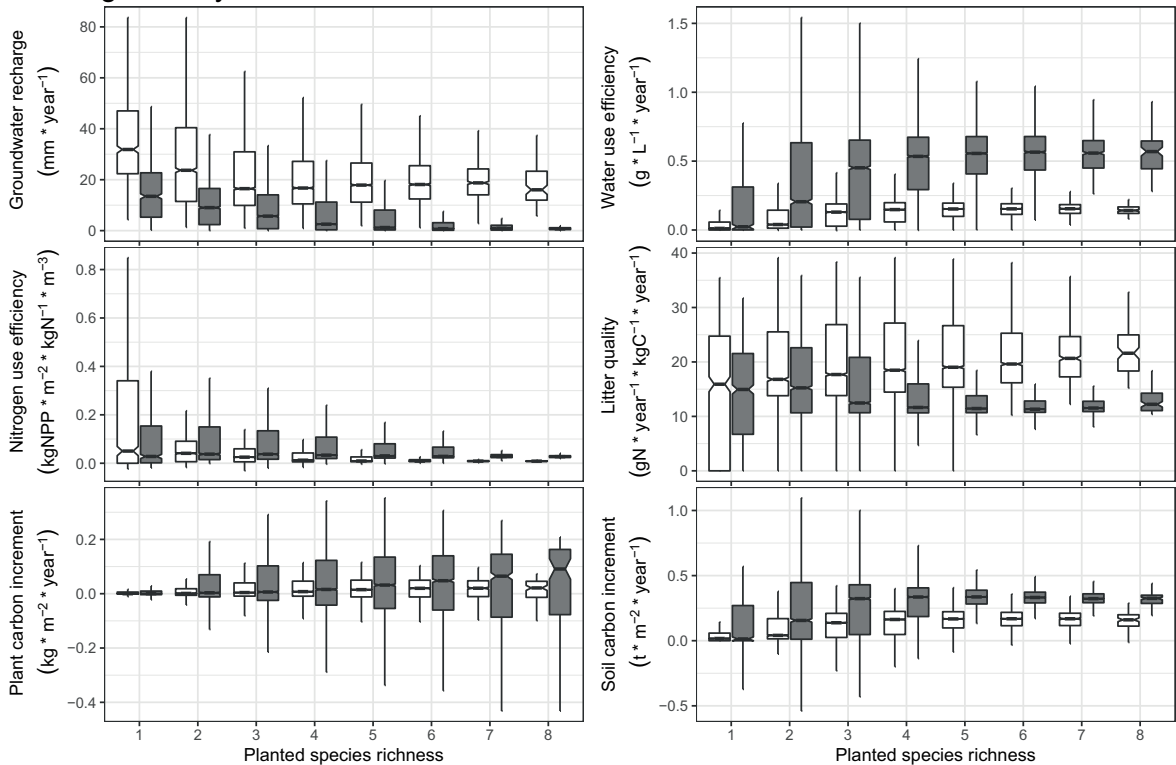 Groundwater recharge
(mm * year⁻¹)
80
60
40
20
0
Water use efficiency
(g * L⁻¹ * year⁻¹)
1.5
1.0
0.5
0.0
Nitrogen use efficiency
(kgNPP * m⁻² * kgN⁻¹ * m⁻³)
0.8
0.6
0.4
0.2
0.0
Litter quality
(gN * year⁻¹ * kgC⁻¹ * year⁻¹)
40
30
20
10
0
Plant carbon increment
(kg * m⁻² * year⁻¹)
0.2
0.0
−0.2
−0.4
1 2 3 4 5 6 7 8
Planted species richness
Soil carbon increment
(t * m⁻² * year⁻¹)
1.0
0.5
0.0
−0.5
1 2 3 4 5 6 7 8
Planted species richness